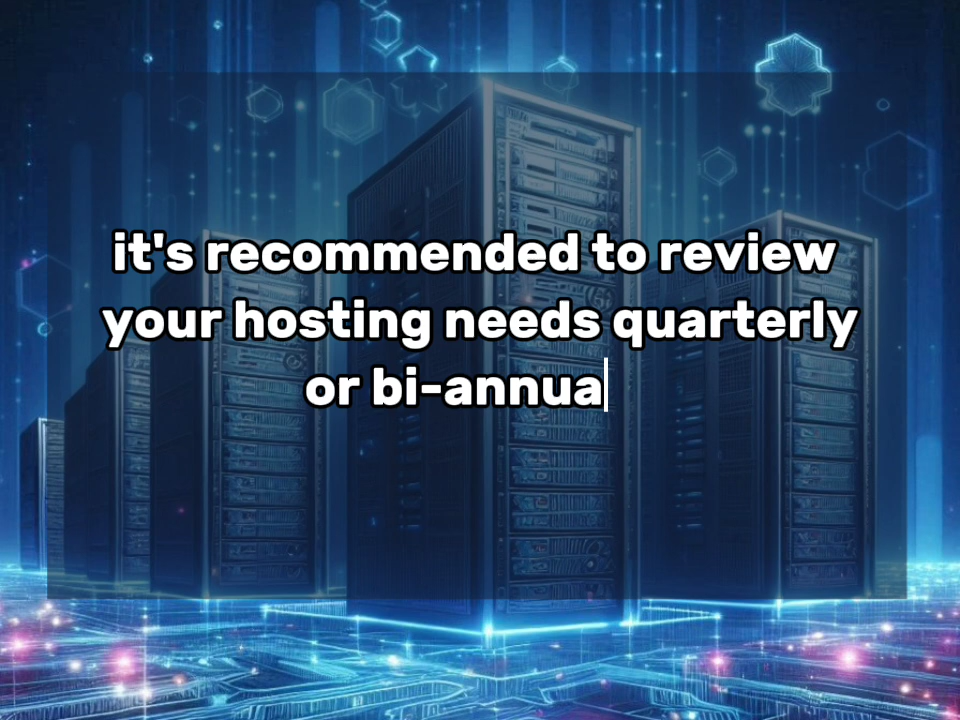 it's recommended to review
your hosting needs quarterly
or bi-annua